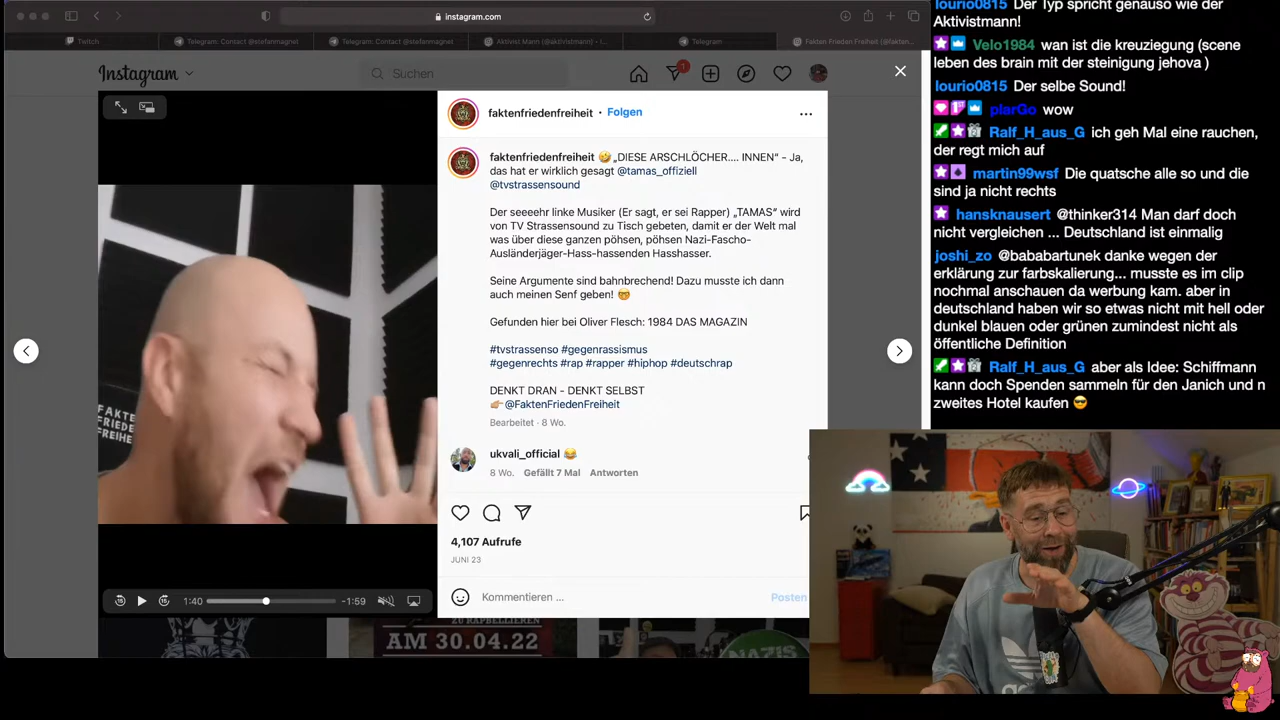 instagram.com
Twitch
Telegram: Contact @stefanmagnet
Telegram: Contact @stefanmagnet
Aktivist Mann (@aktivistmann) – I...
Telegram
Fakten Frieden Freiheit (@fakten...
Instagram
Suchen
1
faktenfriedenfreiheit • Folgen
faktenfriedenfreiheit 🤣„DIESE ARSCHLÖCHER.... INNEN“ - Ja,
das hat er wirklich gesagt @tamas_offiziell
@tvstrassensound
Der seeeehr linke Musiker (Er sagt, er sei Rapper) „TAMAS“ wird
von TV Strassensound zu Tisch gebeten, damit er der Welt mal
was über diese ganzen pöhsen, pöhsen Nazi-Fascho-
Ausländerjäger-Hass-hassenden Hasshasser.
Seine Argumente sind bahnbrechend! Dazu musste ich dann
auch meinen Senf geben! 🤓
Gefunden hier bei Oliver Flesch: 1984 DAS MAGAZIN
#tvstrassenso #gegenrassismus
#gegenrechts #rap #rapper #hiphop #deutschrap
DENKT DRAN - DENKT SELBST
👉🏼@FaktenFriedenFreiheit
Bearbeitet · 8 Wo.
ukvali_official 😂
8 Wo. Gefällt 7 Mal Antworten
4,107 Aufrufe
JUNI 23
Kommentieren ...
Posten
FAKTEN
FRIEDEN
FREIHEIT
15
15
1:40
-1:59
ZU RAPBELLIEREN
AM 30.04.22
NAZIS
lourio0815 Der Typ spricht genauso wie der
Aktivistmann!
Velo1984 wan ist die kreuziegung (scene
leben des brain mit der steinigung jehova )
lourio0815 Der selbe Sound!
plarGo wow
Ralf_H_aus_G ich geh Mal eine rauchen,
der regt mich auf
martin99wsf Die quatsche alle so und die
sind ja nicht rechts
hansknausert @thinker314 Man darf doch
nicht vergleichen ... Deutschland ist einmalig
joshi_zo @bababartunek danke wegen der
erklärung zur farbskalierung... musste es im clip
nochmal anschauen da werbung kam. aber in
deutschland haben wir so etwas nicht mit hell oder
dunkel blauen oder grünen zumindest nicht als
öffentliche Definition
Ralf_H_aus_G aber als Idee: Schiffmann
kann doch Spenden sammeln für den Janich und n
zweites Hotel kaufen 😎
adidas